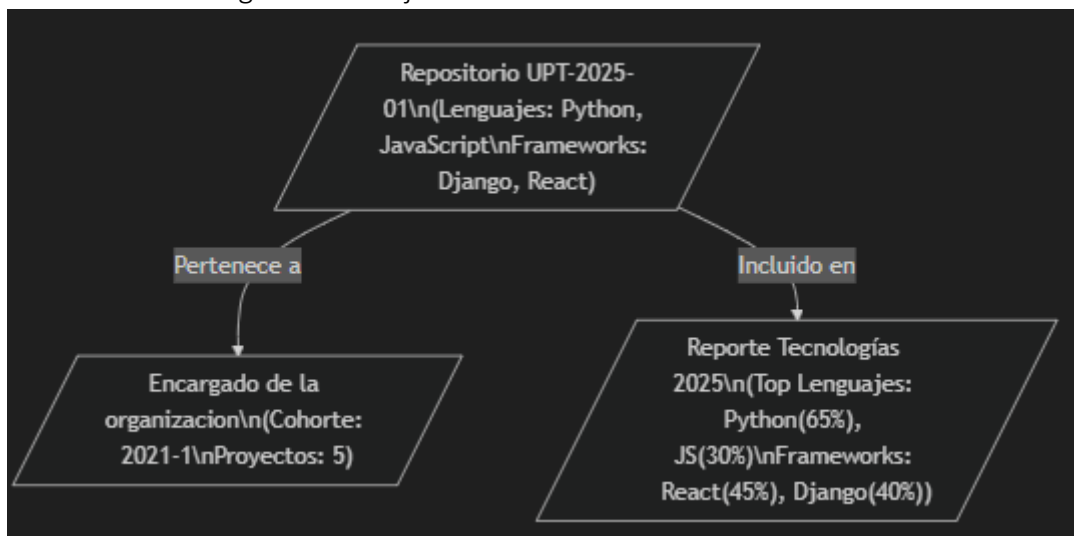 Repositorio UPT-2025-
01\n(Lenguajes: Python,
JavaScript\nFrameworks:
Django, React)
Pertenece a
Incluido en
Encargado de la
organizacion\n(Cohorte:
2021-1\nProyectos: 5)
Reporte Tecnologías
2025\n(Top Lenguajes:
Python(65%),
JS(30%)\nFrameworks:
React(45%), Django(40%))